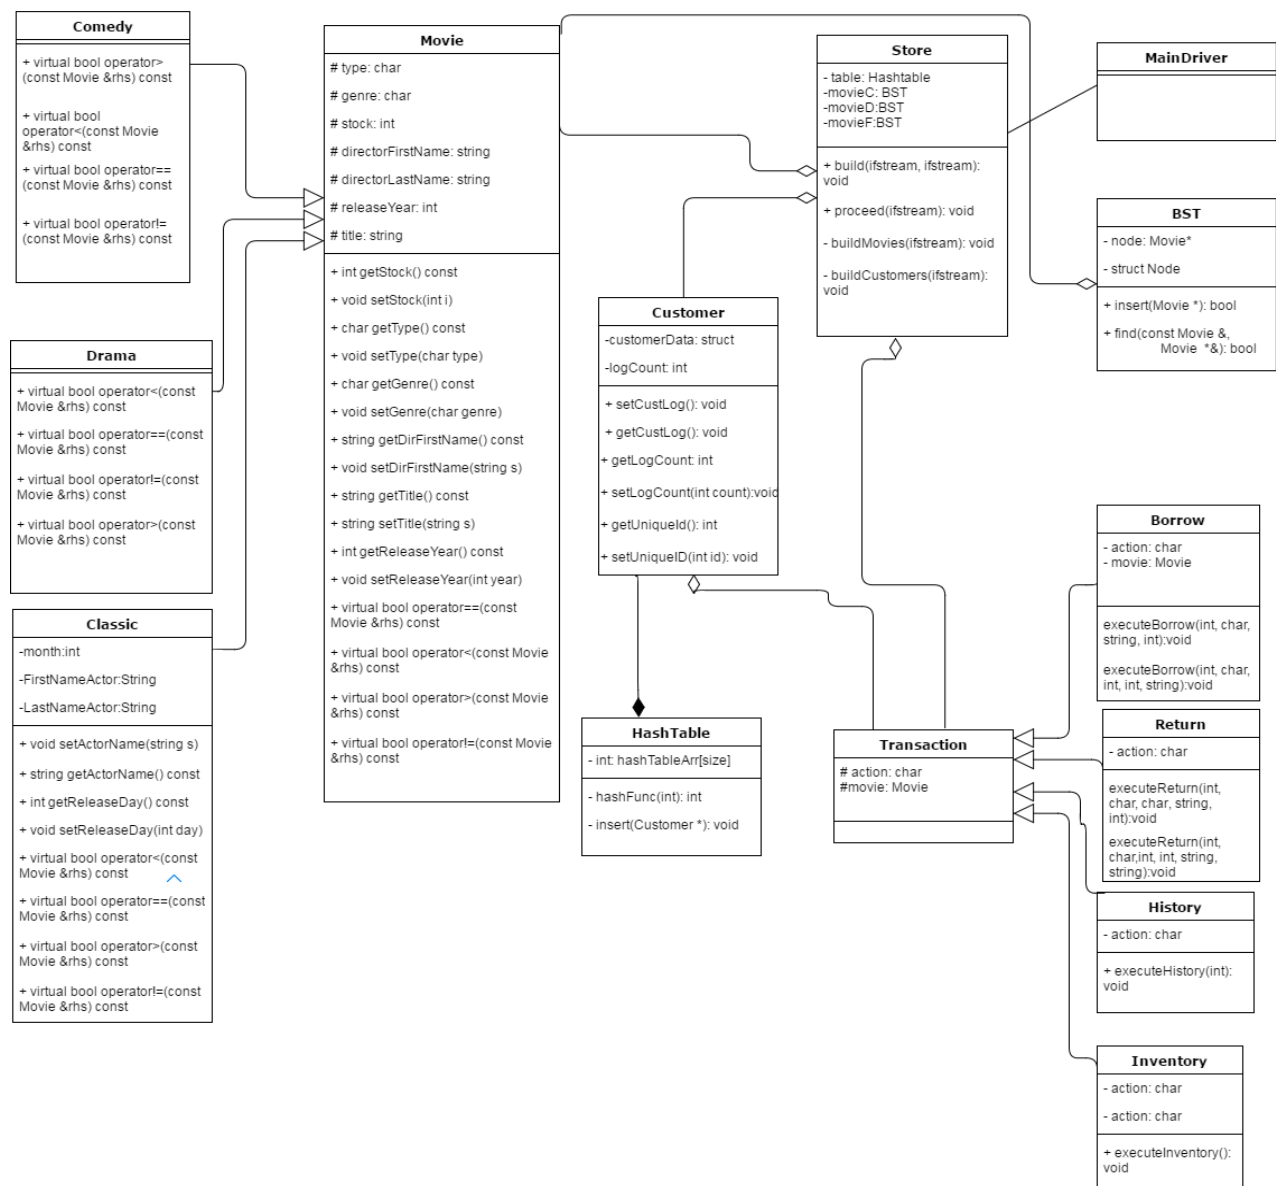 Comedy
+ virtual bool operator>
(const Movie &rhs) const
+ virtual bool
operator<(const Movie
&rhs) const
+ virtual bool operator==
(const Movie &rhs) const
+ virtual bool operator!=
(const Movie &rhs) const
Drama
+ virtual bool operator<(const
Movie &rhs) const
+ virtual bool operator==(const
Movie &rhs) const
+ virtual bool operator!=(const
Movie &rhs) const
+ virtual bool operator>(const
Movie &rhs) const
Classic
-month:int
-FirstNameActor:String
-LastNameActor:String
+ void setActorName(string s)
+ string getActorName() const
+ int getReleaseDay() const
+ void setReleaseDay(int day)
+ virtual bool operator<(const
Movie &rhs) const
+ virtual bool operator==(const
Movie &rhs) const
+ virtual bool operator>(const
Movie &rhs) const
+ virtual bool operator!=(const
Movie &rhs) const
Movie
# type: char
# genre: char
# stock: int
# directorFirstName: string
# directorLastName: string
# releaseYear: int
# title: string
+ int getStock() const
+ void setStock(int i)
+ char getType() const
+ void setType(char type)
+ char getGenre() const
+ void setGenre(char genre)
+ string getDirFirstName() const
+ void setDirFirstName(string s)
+ string getTitle() const
+ string setTitle(string s)
+ int getReleaseYear() const
+ void setReleaseYear(int year)
+ virtual bool operator==(const
Movie &rhs) const
+ virtual bool operator<(const Movie
&rhs) const
+ virtual bool operator>(const Movie
&rhs) const
+ virtual bool operator!=(const Movie
&rhs) const
Store
- table: Hashtable
-movieC: BST
-movieD:BST
-movieF:BST
+ build(ifstream, ifstream):
void
+ proceed(ifstream): void
- buildMovies(ifstream): void
- buildCustomers(ifstream):
void
MainDriver
BST
- node: Movie*
- struct Node
+ insert(Movie *): bool
+ find(const Movie &,
Movie *&): bool
Customer
-customerData: struct
-logCount: int
+ setCustLog(): void
+ getCustLog(): void
+ getLogCount: int
+ setLogCount(int count):void
+ getUniqueId(): int
+ setUniqueID(int id): void
HashTable
- int: hashTableArr[size]
- hashFunc(int): int
- insert(Customer *): void
Transaction
# action: char
#movie: Movie
Borrow
- action: char
- movie: Movie
executeBorrow(int, char,
string, int):void
executeBorrow(int, char,
int, int, string):void
Return
- action: char
executeReturn(int,
char, char, string,
int):void
executeReturn(int,
char,int, int, string,
string):void
History
- action: char
+ executeHistory(int):
void
Inventory
- action: char
- action: char
+ executeInventory():
void